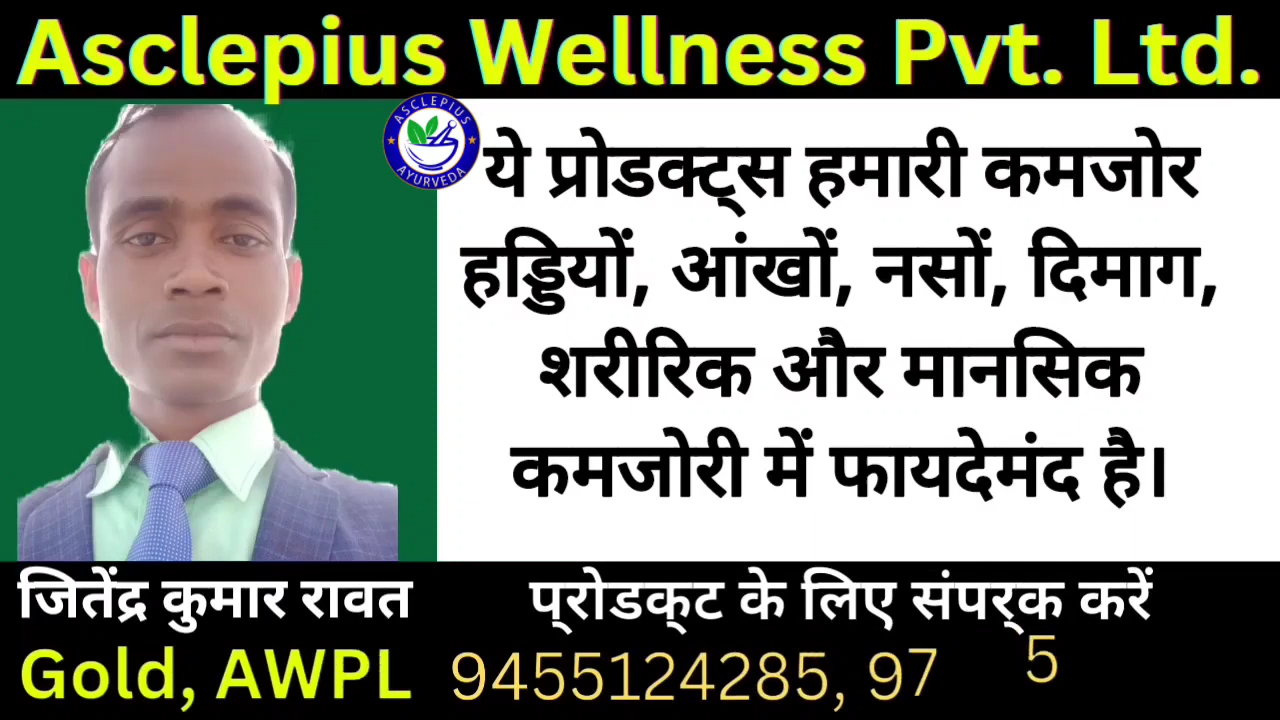 Asclepius Wellness Pvt. Ltd.
ASCLEPIUS
AYURVEDA
ये प्रोडक्ट्स हमारी कमजोर
हड्डियों, आंखों, नसों, दिमाग,
शरीरिक और मानसिक
कमजोरी में फायदेमंद है।
जितेंद्र कुमार रावत
Gold, AWPL
प्रोडक्ट के लिए संपर्क करें
9455124285, 97 5